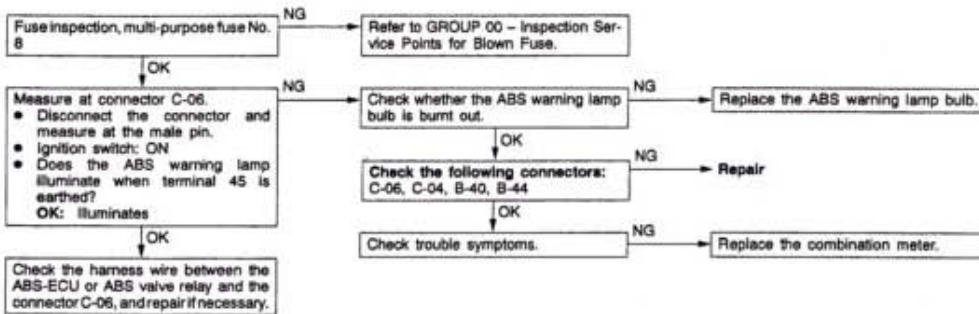 Fuse inspection, multi-purpose fuse No.
8
NG
Refer to GROUP 00 – Inspection Ser-
vice Points for Blown Fuse.
OK
Measure at connector C-06.
● Disconnect the connector and
measure at the male pin.
● Ignition switch: ON
● Does the ABS warning lamp
illuminate when terminal 45 is
earthed?
OK: Illuminates
NG
Check whether the ABS warning lamp
bulb is burnt out.
NG
Replace the ABS warning lamp bulb.
OK
Check the following connectors:
C-06, C-04, B-40, B-44
NG
Repair
OK
Check trouble symptoms.
NG
Replace the combination meter.
OK
Check the harness wire between the
ABS-ECU or ABS valve relay and the
connector C-06, and repair if necessary.